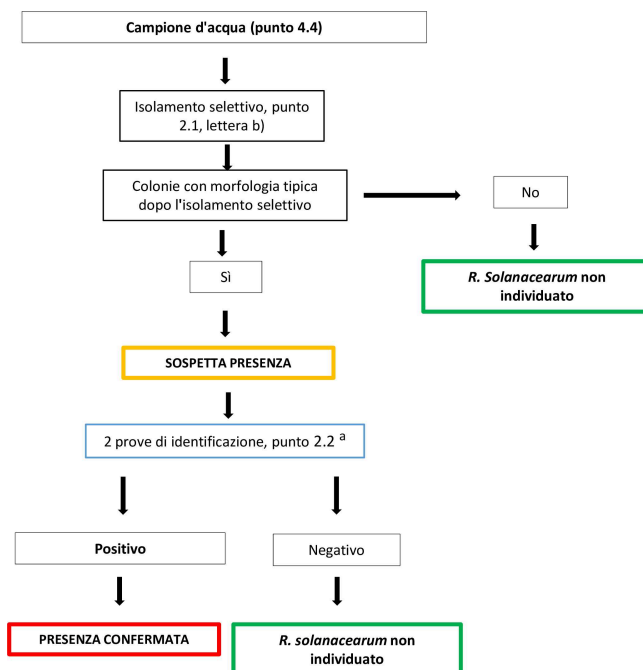 Campione d'acqua (punto 4.4)
Isolamento selettivo, punto
2.1, lettera b)
Colonie con morfologia tipica
dopo l'isolamento selettivo
No
Sì
R. Solanacearum non
individuato
SOSPETTA PRESENZA
2 prove di identificazione, punto 2.2 a
Positivo
Negativo
PRESENZA CONFERMATA
R. solanacearum non
individuato